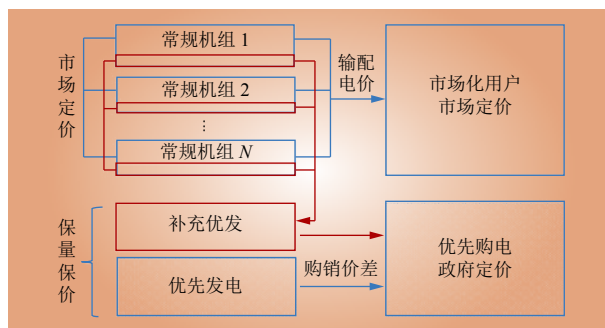 市场定价
常规机组 1
常规机组 2
⋮
常规机组 N
输配
电价
市场化用户
市场定价
保量保价
补充优发
优先发电
购销价差
优先购电
政府定价